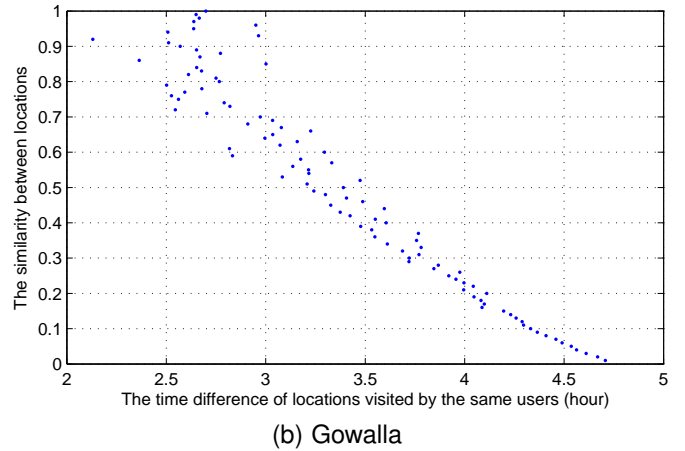 1
0.9
0.8
0.7
0.6
0.5
0.4
0.3
0.2
0.1
0
The similarity between locations
2 2.5 3 3.5 4 4.5 5
The time difference of locations visited by the same users (hour)
(b) Gowalla